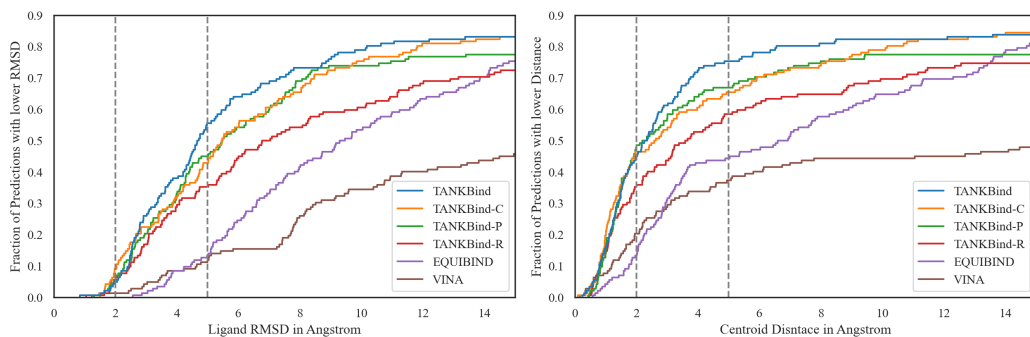 Fraction of Predictions with lower RMSD
0.9
0.8
0.7
0.6
0.5
0.4
0.3
0.2
0.1
0.0
0 2 4 6 8 10 12 14
Ligand RMSD in Angstrom
TANKBind
TANKBind-C
TANKBind-P
TANKBind-R
EQUIBIND
VINA
Fraction of Predictions with lower Distance
0.9
0.8
0.7
0.6
0.5
0.4
0.3
0.2
0.1
0.0
0 2 4 6 8 10 12 14
Centroid Disntace in Angstrom
TANKBind
TANKBind-C
TANKBind-P
TANKBind-R
EQUIBIND
VINA